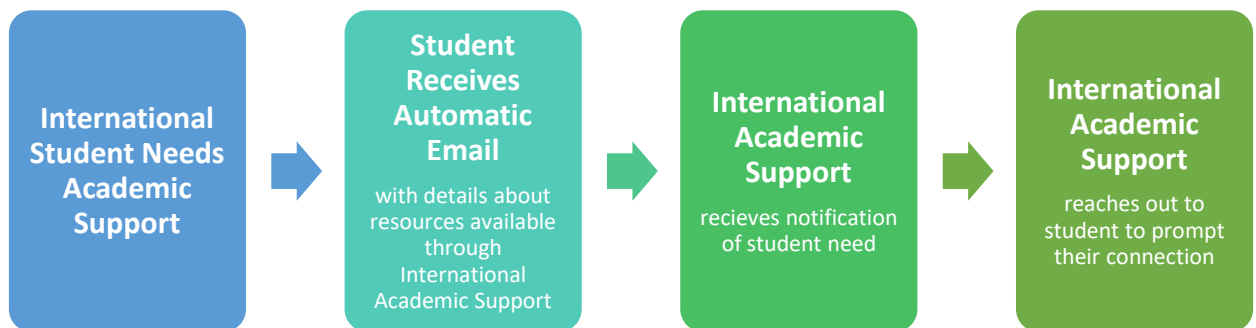 International
Student Needs
Academic
Support
Student
Receives
Automatic
Email
with details about
resources available
through
International
Academic Support
International
Academic
Support
recieves notification
of student need
International
Academic
Support
reaches out to
student to prompt
their connection